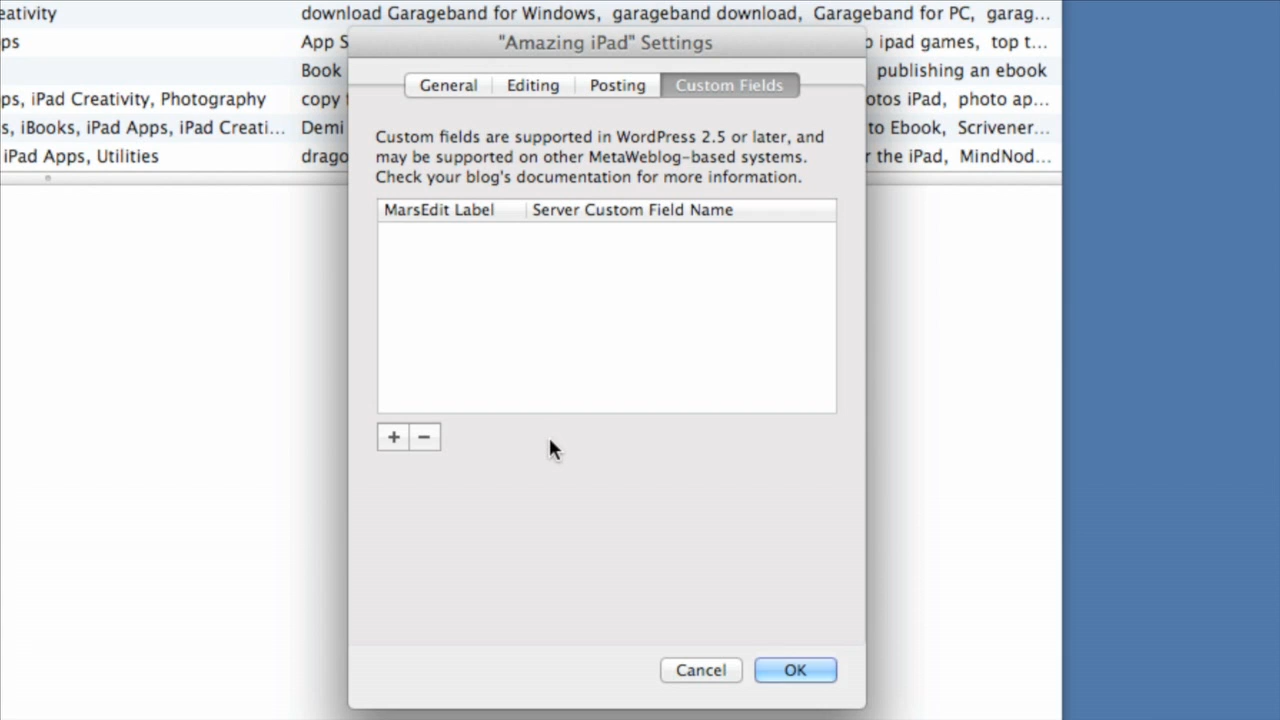 eativity
download Garageband for Windows, garageband download, Garageband for PC, garag...
ps
App S
o ipad games, top t...
Book
publishing an ebook
ps, iPad Creativity, Photography
copy
otos iPad, photo ap...
s, iBooks, iPad Apps, iPad Creati...
Demi
to Ebook, Scrivener...
iPad Apps, Utilities
drago
r the iPad, MindNod...
"Amazing iPad" Settings
General
Editing
Posting
Custom Fields
Custom fields are supported in WordPress 2.5 or later, and
may be supported on other MetaWeblog-based systems.
Check your blog's documentation for more information.
MarsEdit Label
Server Custom Field Name
+
−
Cancel
OK